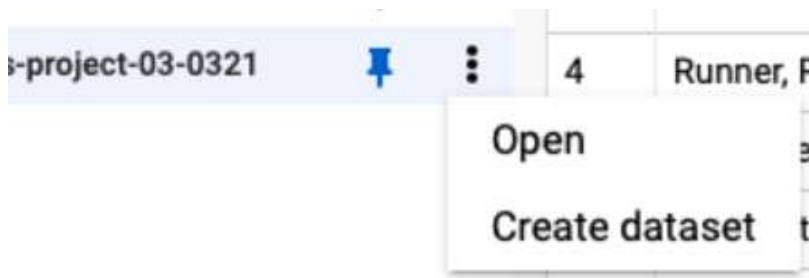 s-project-03-0321
4 Runner, F
Open
Create dataset